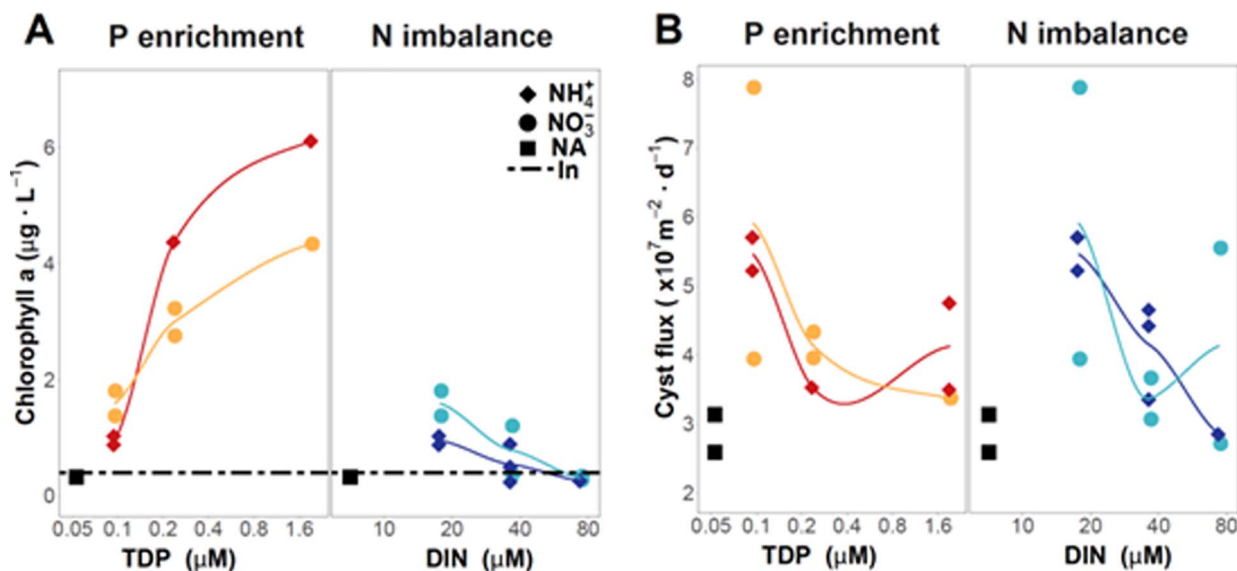 A
P enrichment
N imbalance
Chlorophyll a (μg · L⁻¹)
6
4
2
0
NH₄⁺
NO₃⁻
NA
In
0.05 0.1 0.2 0.4 0.8 1.6
10 20 40 80
TDP (μM)
DIN (μM)
B
P enrichment
N imbalance
Cyst flux ( x10⁷m⁻² · d⁻¹)
8
7
6
5
4
3
2
0.05 0.1 0.2 0.4 0.8 1.6
10 20 40 80
TDP (μM)
DIN (μM)